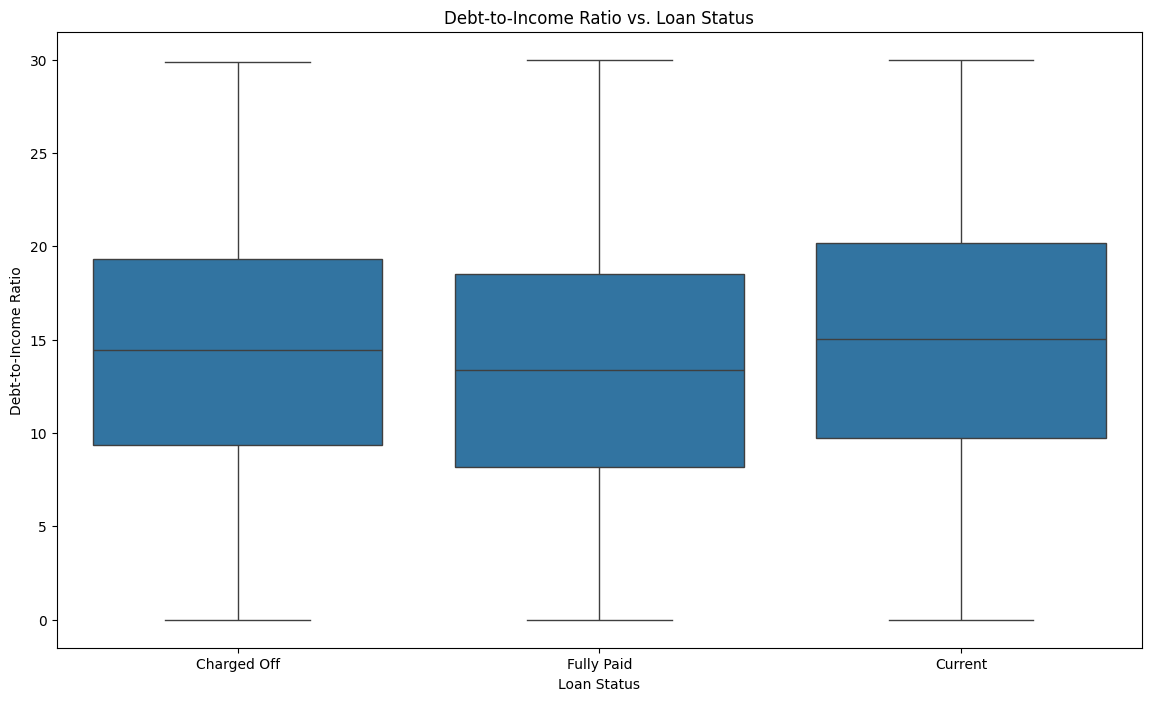 Debt-to-Income Ratio vs. Loan Status
30
25
20
15
10
5
0
Debt-to-Income Ratio
Charged Off
Fully Paid
Current
Loan Status